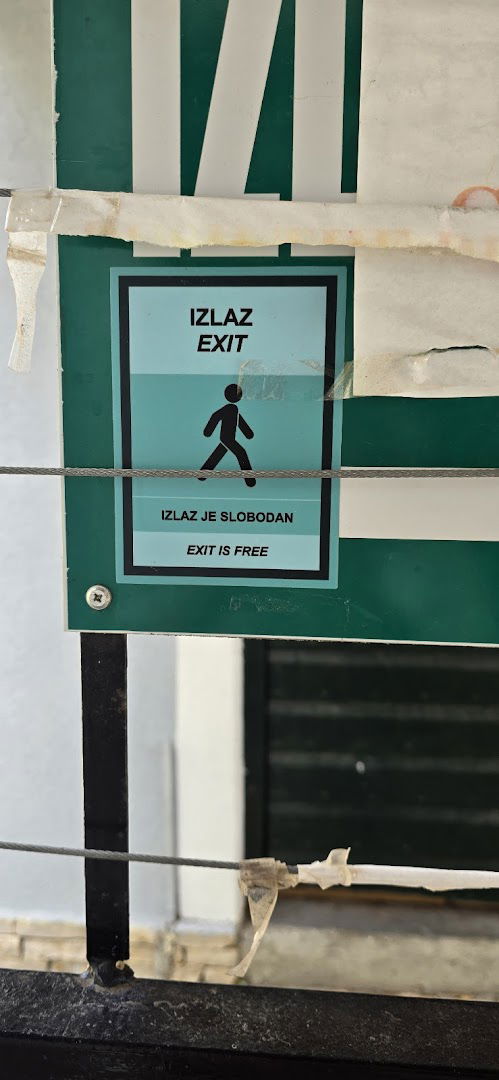 IZLAZ
EXIT
IZLAZ JE SLOBODAN
EXIT IS FREE